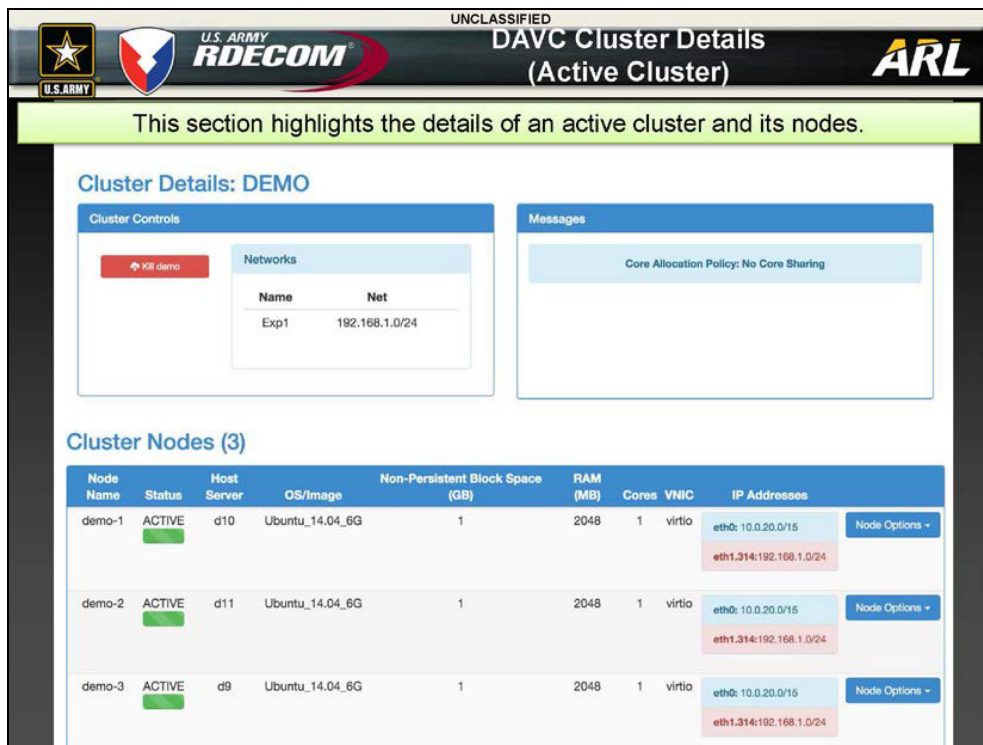 UNCLASSIFIED
U.S. ARMY
U.S. ARMY
RDECOM®
DAVC Cluster Details
(Active Cluster)
ARL
This section highlights the details of an active cluster and its nodes.
Cluster Details: DEMO
Cluster Controls
Kill demo
Networks
Name Net
Exp1 192.168.1.0/24
Messages
Core Allocation Policy: No Core Sharing
Cluster Nodes (3)
Node Name Status Host Server OS/Image Non-Persistent Block Space (GB) RAM (MB) Cores VNIC IP Addresses
demo-1 ACTIVE d10 Ubuntu_14.04_6G 1 2048 1 virtio eth0: 10.0.20.0/15 Node Options
eth1.314:192.168.1.0/24
demo-2 ACTIVE d11 Ubuntu_14.04_6G 1 2048 1 virtio eth0: 10.0.20.0/15 Node Options
eth1.314:192.168.1.0/24
demo-3 ACTIVE d9 Ubuntu_14.04_6G 1 2048 1 virtio eth0: 10.0.20.0/15 Node Options
eth1.314:192.168.1.0/24